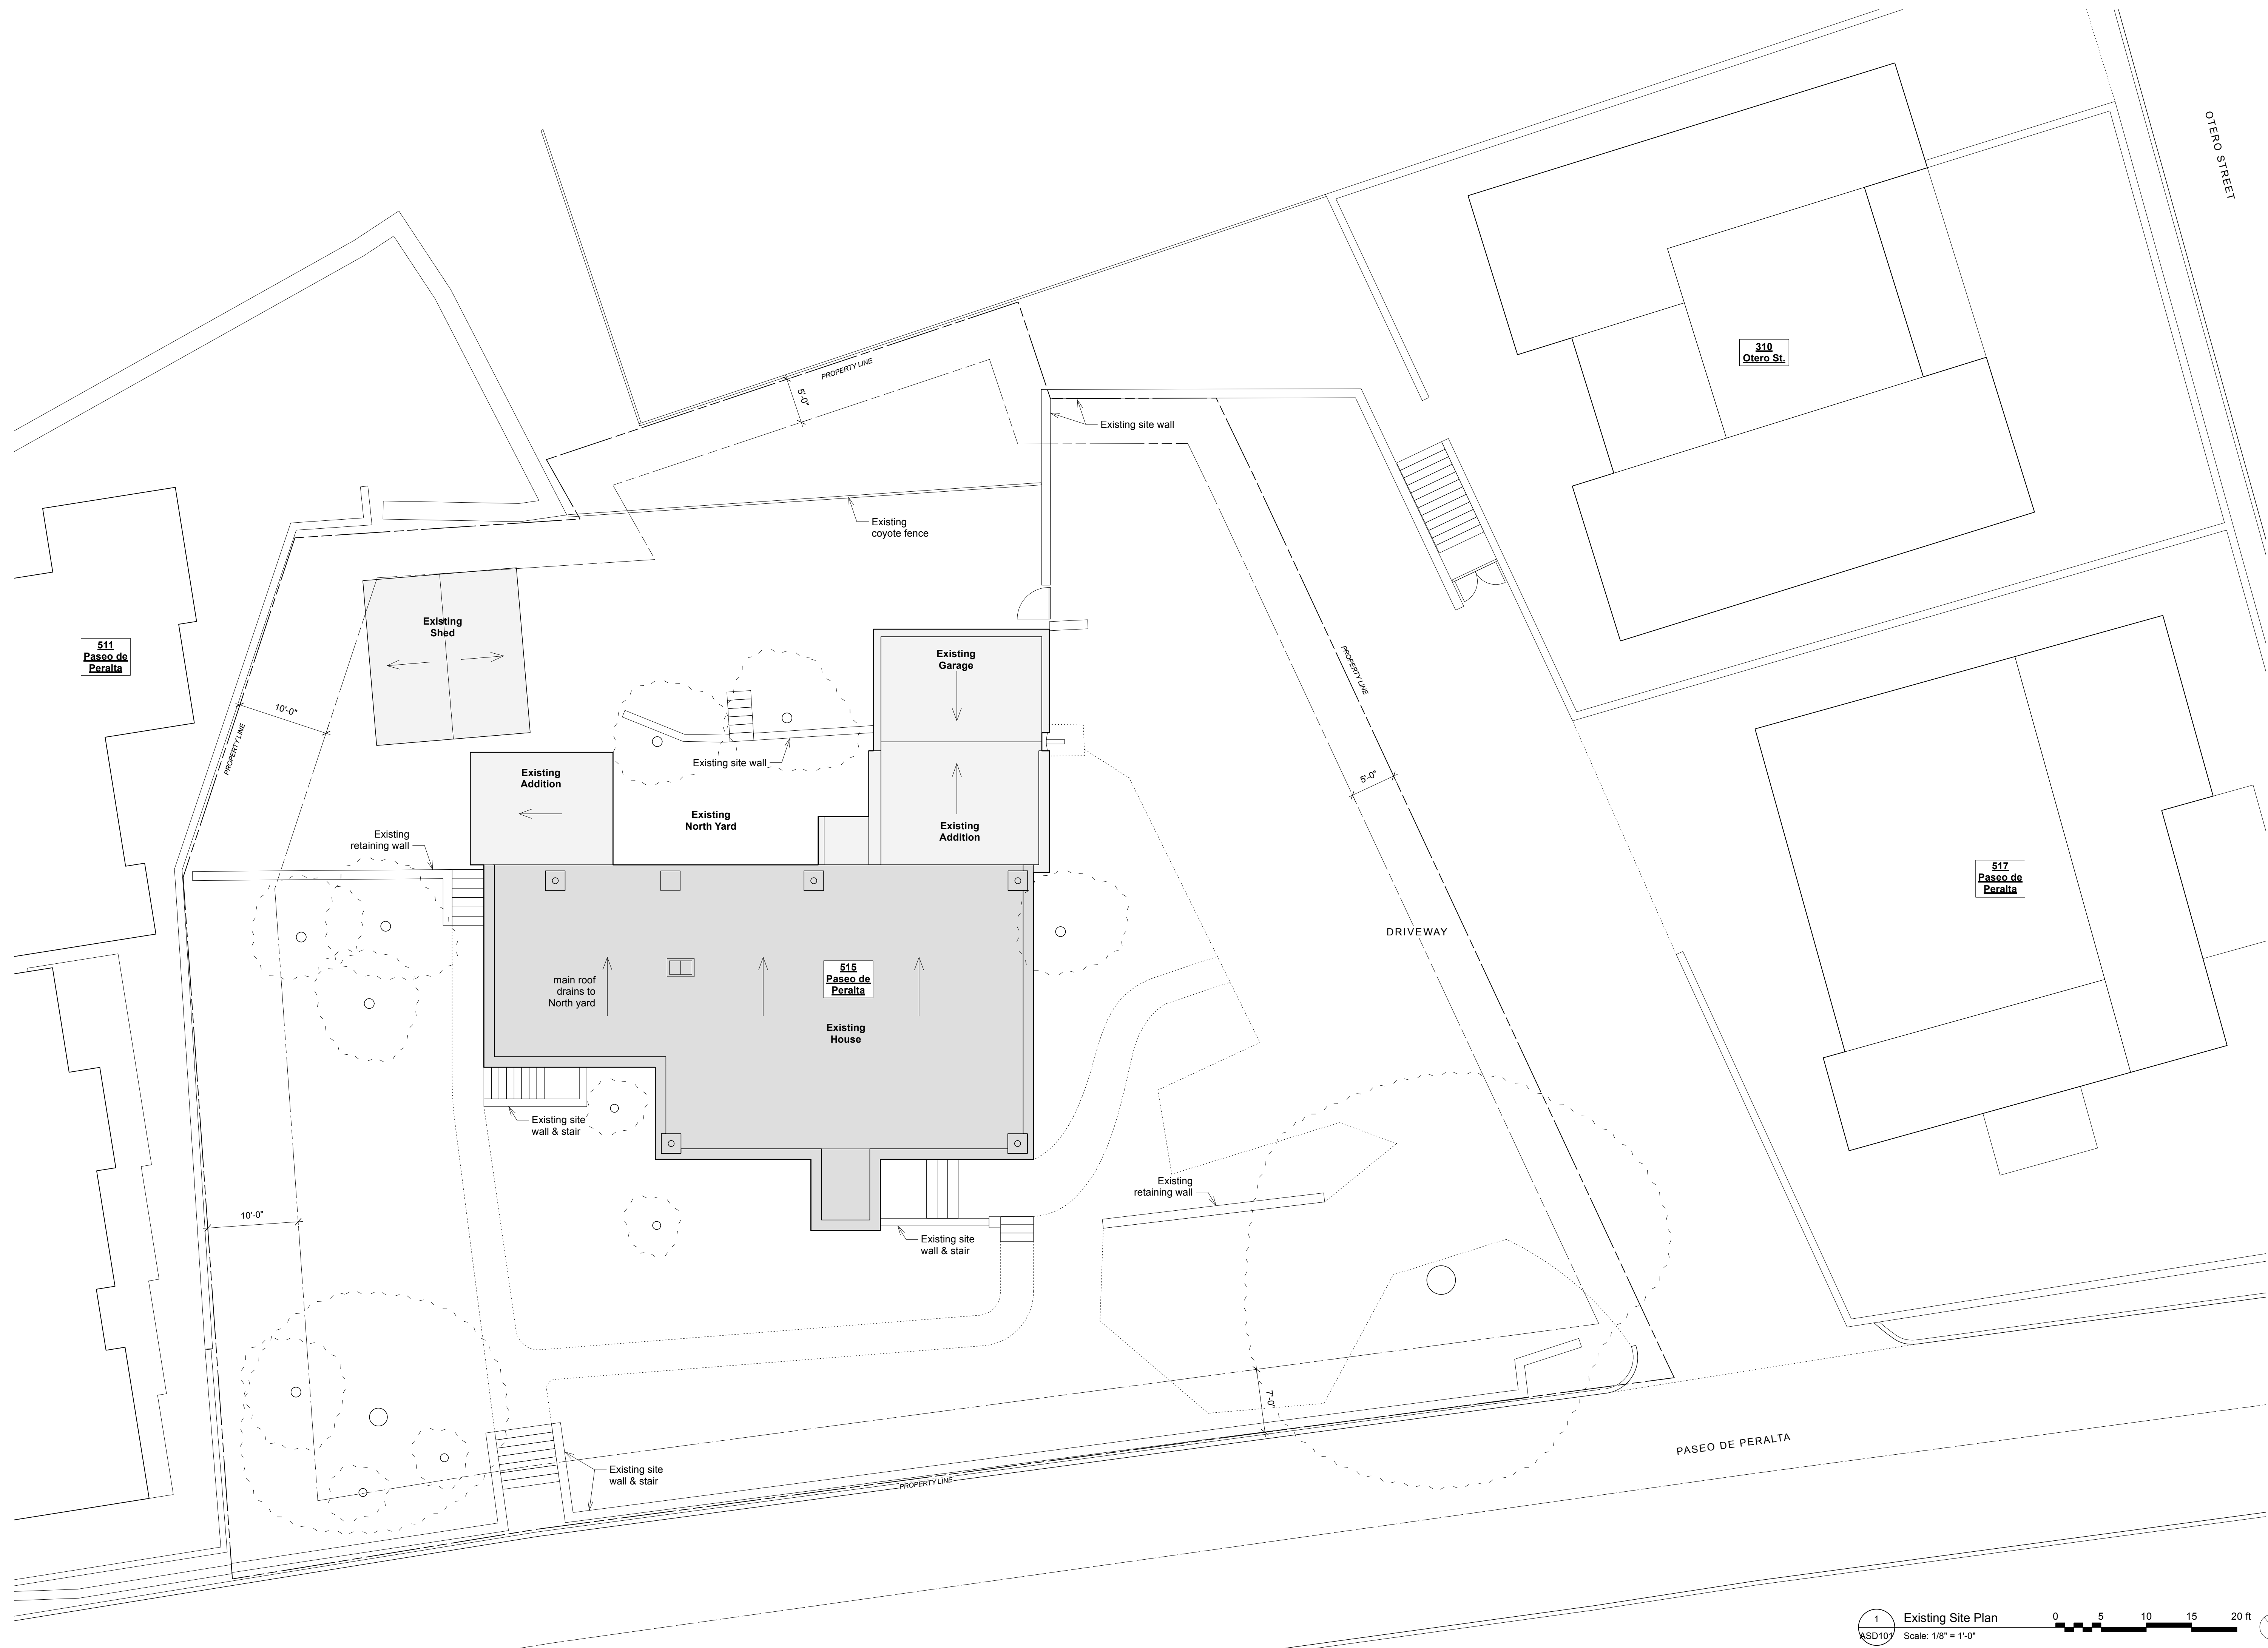 OTERO STREET
310
Otero St.
PROPERTY LINE
5'-0"
Existing site wall
Existing
coyote fence
Existing
Shed
511
Paseo de
Peralta
Existing
Garage
PROPERTY LINE
10'-0"
PROPERTY LINE
Existing site wall
Existing
Addition
5'-0"
Existing
North Yard
Existing
Addition
Existing
retaining wall
517
Paseo de
Peralta
DRIVEWAY
main roof
drains to
North yard
515
Paseo de
Peralta
Existing
House
Existing site
wall & stair
Existing
retaining wall
10'-0"
Existing site
wall & stair
7'-0"
PASEO DE PERALTA
Existing site
wall & stair
PROPERTY LINE
1
ASD101
Existing Site Plan
Scale: 1/8" = 1'-0"
0 5 10 15 20 ft